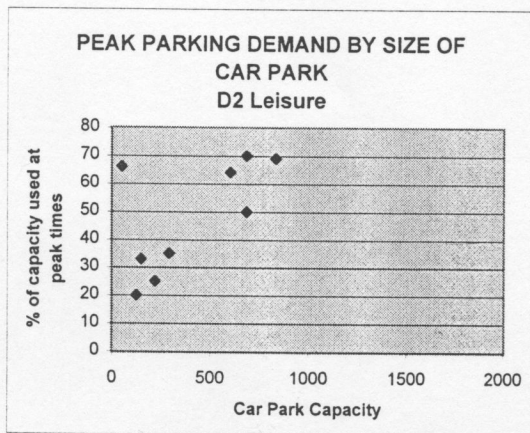 PEAK PARKING DEMAND BY SIZE OF
CAR PARK
D2 Leisure
% of capacity used at
peak times
80
70
60
50
40
30
20
10
0
0 500 1000 1500 2000
Car Park Capacity